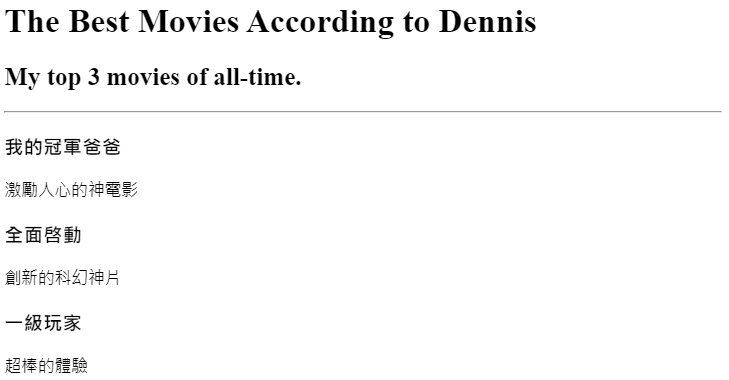 The Best Movies According to Dennis
My top 3 movies of all-time.
我的冠軍爸爸
激勵人心的神電影
全面啓動
創新的科幻神片
一級玩家
超棒的體驗